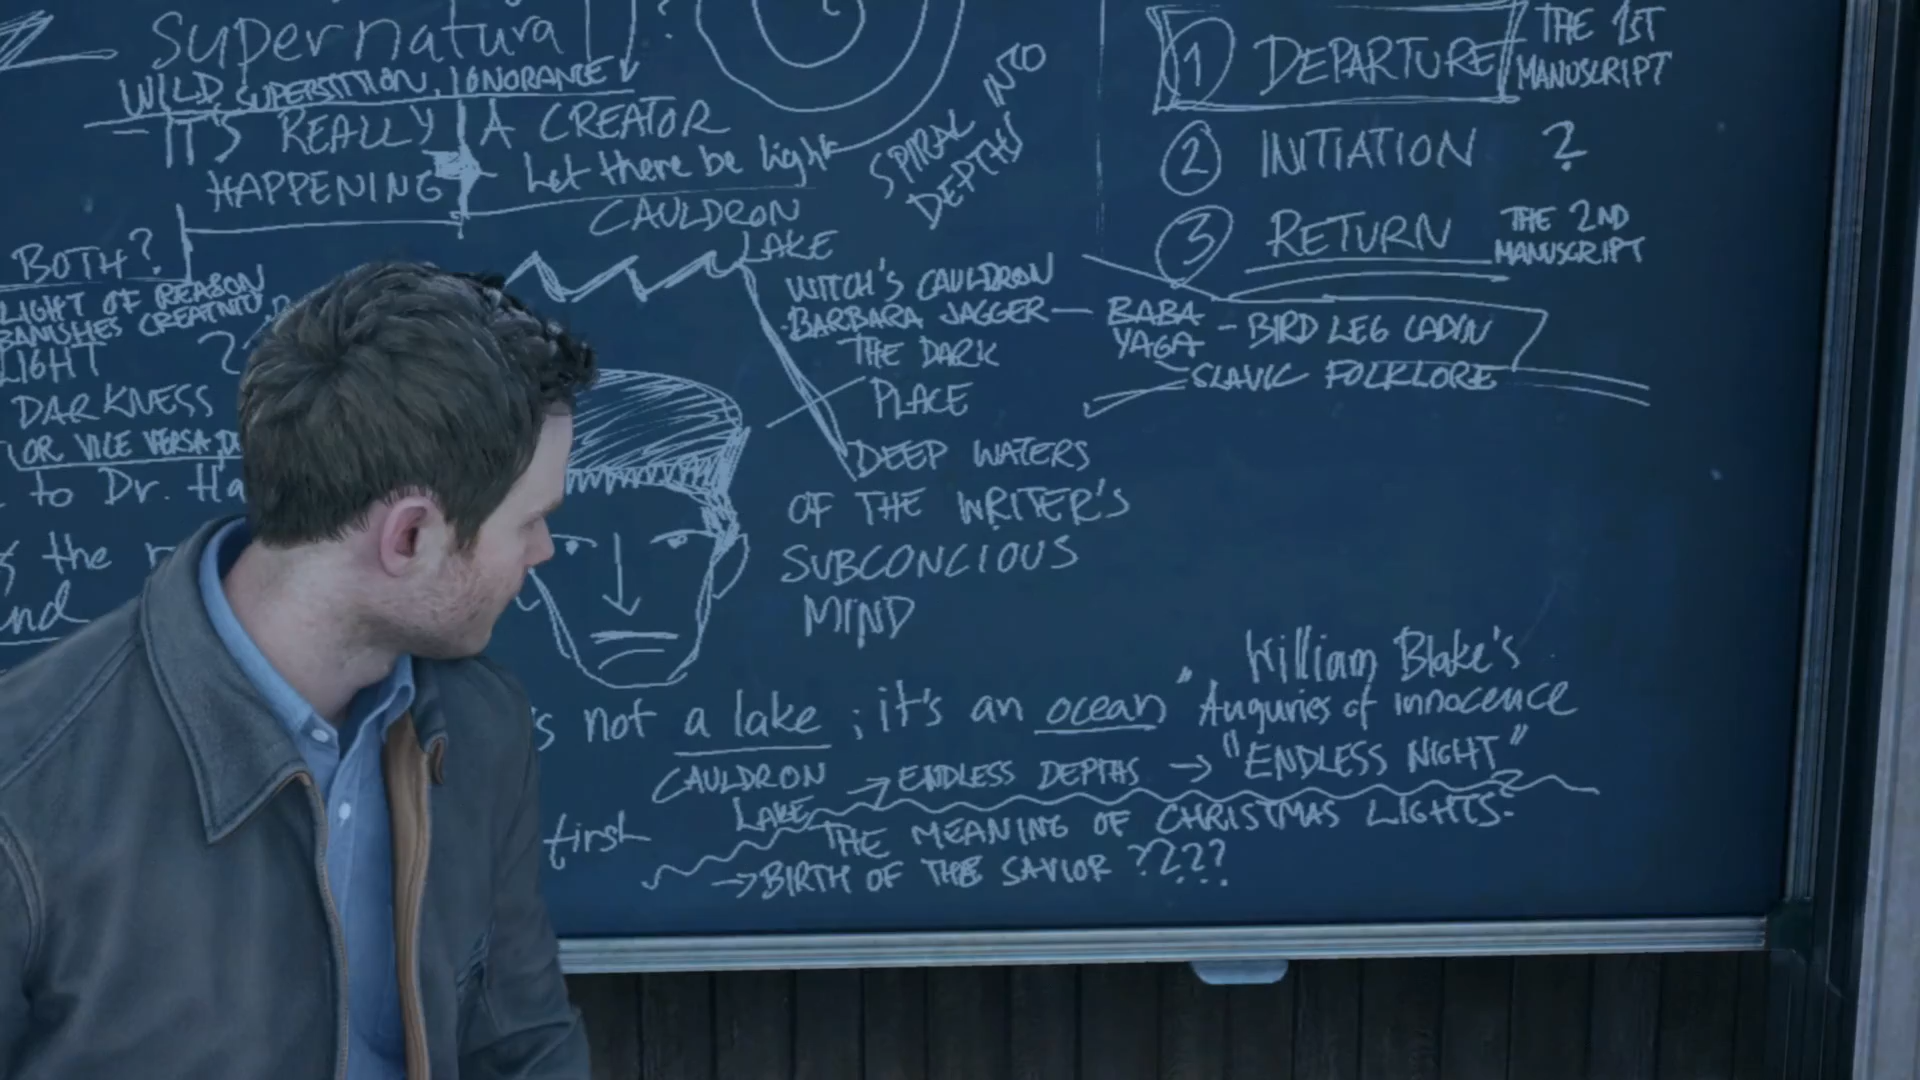 Supernatural ?
WILD SUPERSTITION, IGNORANCE
- IT'S REALLY
HAPPENING
A CREATOR
Let there be light
SPIRAL INTO
DEPTHS
CAULDRON
LAKE
BOTH?
LIGHT OF REASON
BANISHES
LIGHT ?
DARKNESS
OR VICE VERSA,
to Dr. Ha
the
WITCH'S CAULDRON
BARBARA JAGGER
THE DARK
PLACE
BABA
YAGA
- BIRD LEG CABIN
SLAVIC FOLKLORE
DEEP WATERS
OF THE WRITER'S
SUBCONCIOUS
MIND
1 DEPARTURE
THE 1ST
MANUSCRIPT
2 INITIATION ?
3 RETURN
THE 2ND
MANUSCRIPT
s not a lake; it's an ocean"
William Blake's
Auguries of innocence
CAULDRON
LAKE
→ ENDLESS DEPTHS → "ENDLESS NIGHT"
first
THE MEANING OF CHRISTMAS LIGHTS?
→ BIRTH OF THE SAVIOR ????